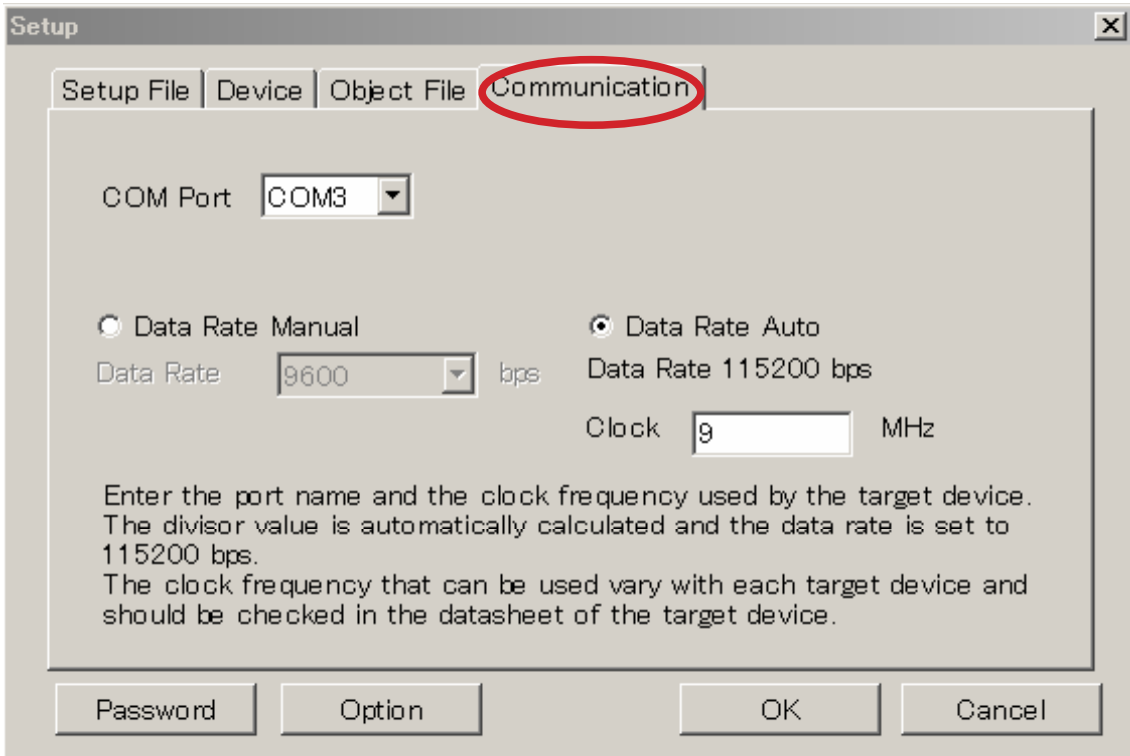 Setup
Setup File Device Object File Communication
COM Port COM3
Data Rate Manual Data Rate Auto
Data Rate 9600 bps Data Rate 115200 bps
Clock 9 MHz
Enter the port name and the clock frequency used by the target device.
The divisor value is automatically calculated and the data rate is set to
115200 bps.
The clock frequency that can be used vary with each target device and
should be checked in the datasheet of the target device.
Password Option OK Cancel